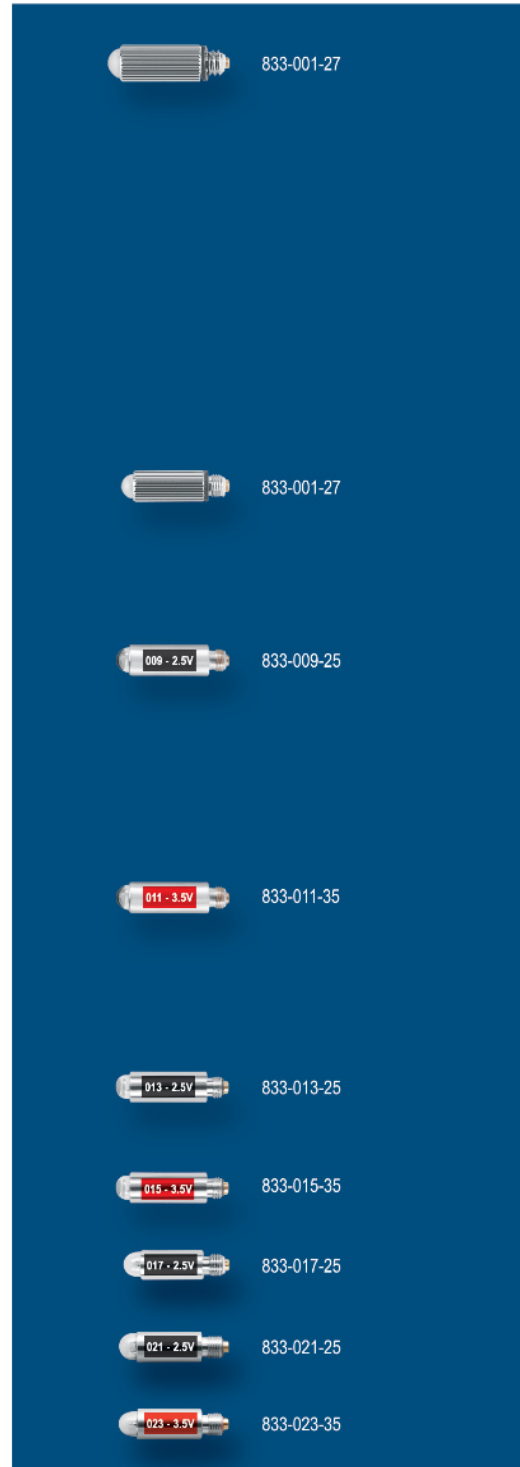 833-001-27
833-001-27
009 - 2.5V 833-009-25
011 - 3.5V 833-011-35
013 - 2.5V 833-013-25
015 - 3.5V 833-015-35
017 - 2.5V 833-017-25
021 - 2.5V 833-021-25
023 - 3.5V 833-023-35